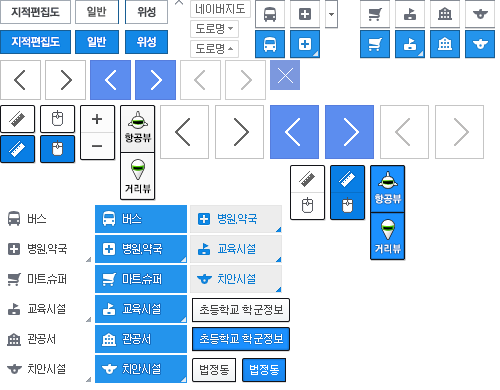 지적편집도 일반 위성 네이버지도
지적편집도 일반 위성 도로명
도로명
항공뷰
거리뷰
항공뷰
거리뷰
버스 버스 병원,약국
병원,약국 병원,약국 교육시설
마트,슈퍼 마트,슈퍼 치안시설
교육시설 교육시설 초등학교 학군정보
관공서 관공서 초등학교 학군정보
치안시설 치안시설 법정동 법정동